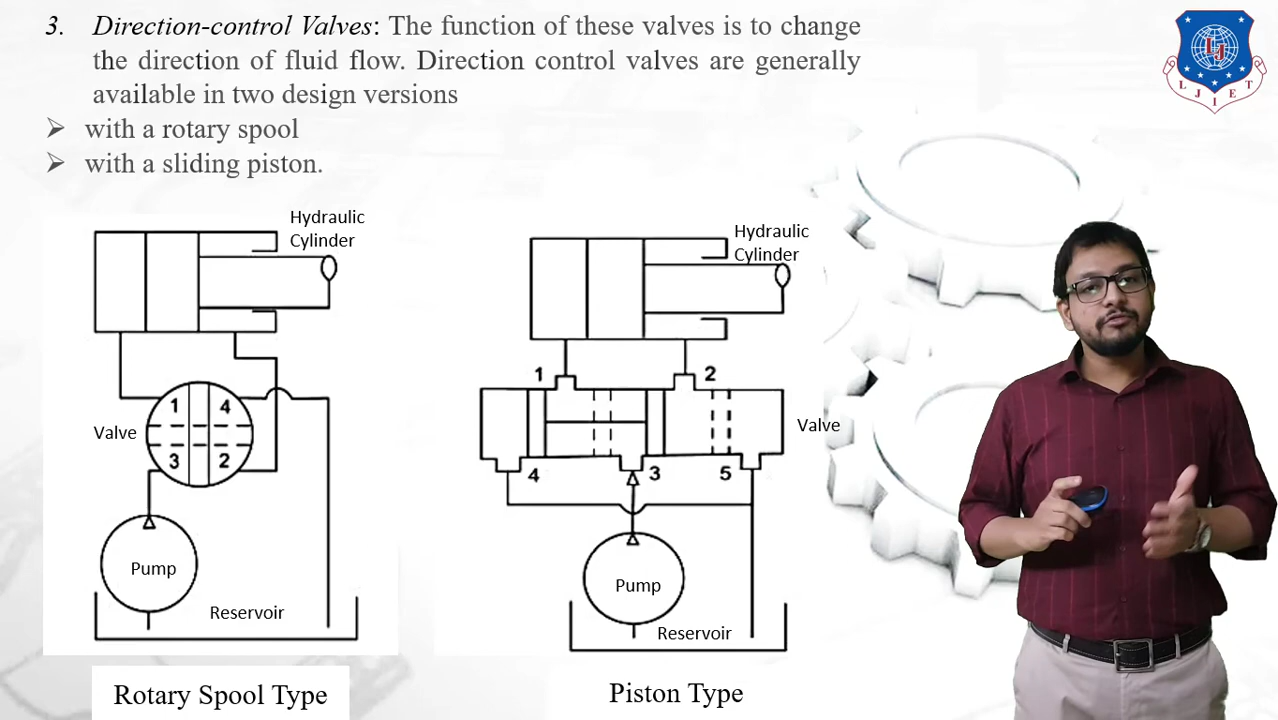 3. Direction-control Valves: The function of these valves is to change
the direction of fluid flow. Direction control valves are generally
available in two design versions
➢ with a rotary spool
➢ with a sliding piston.
LJIET
LJ
Hydraulic
Cylinder
1 4
Valve
3 2
Pump
Reservoir
Rotary Spool Type
Hydraulic
Cylinder
1 2
Valve
4 3 5
Pump
Reservoir
Piston Type